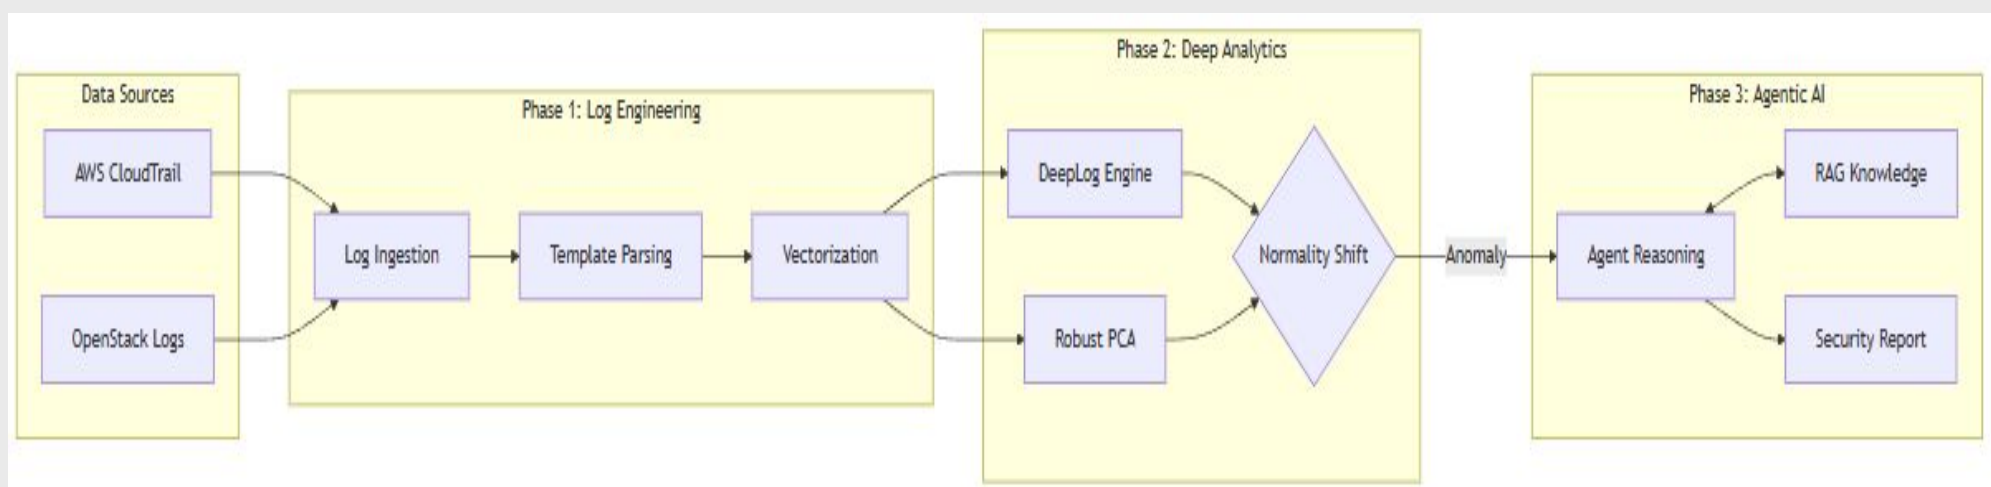 Data Sources
AWS CloudTrail
OpenStack Logs
Phase 1: Log Engineering
Log Ingestion
Template Parsing
Vectorization
Phase 2: Deep Analytics
DeepLog Engine
Robust PCA
Normality Shift
Anomaly
Phase 3: Agentic AI
Agent Reasoning
RAG Knowledge
Security Report